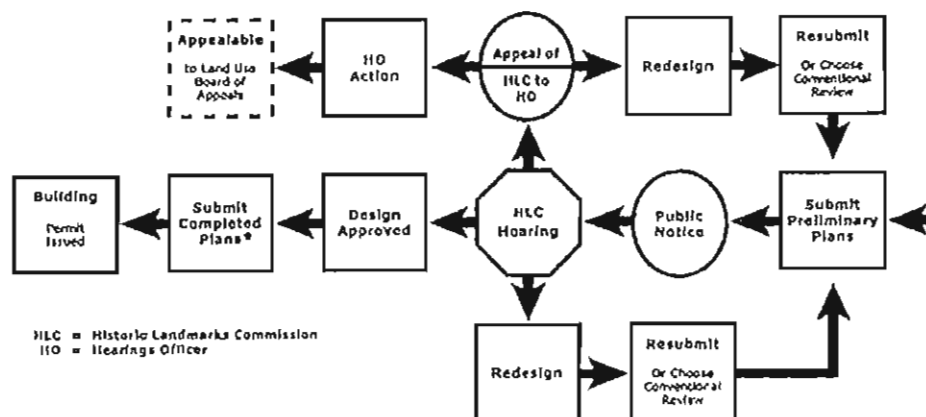 Appealable
to Land Use
Board of
Appeals
HO
Action
Appeal of
HLC to
HO
Redesign
Resubmit
Or Choose
Conventional
Review
Building
Permit
Issued
Submit
Completed
Plans*
Design
Approved
HLC
Hearing
Public
Notice
Submit
Preliminary
Plans
HLC = Historic Landmarks Commission
HO = Hearings Officer
Redesign
Resubmit
Or Choose
Conventional
Review